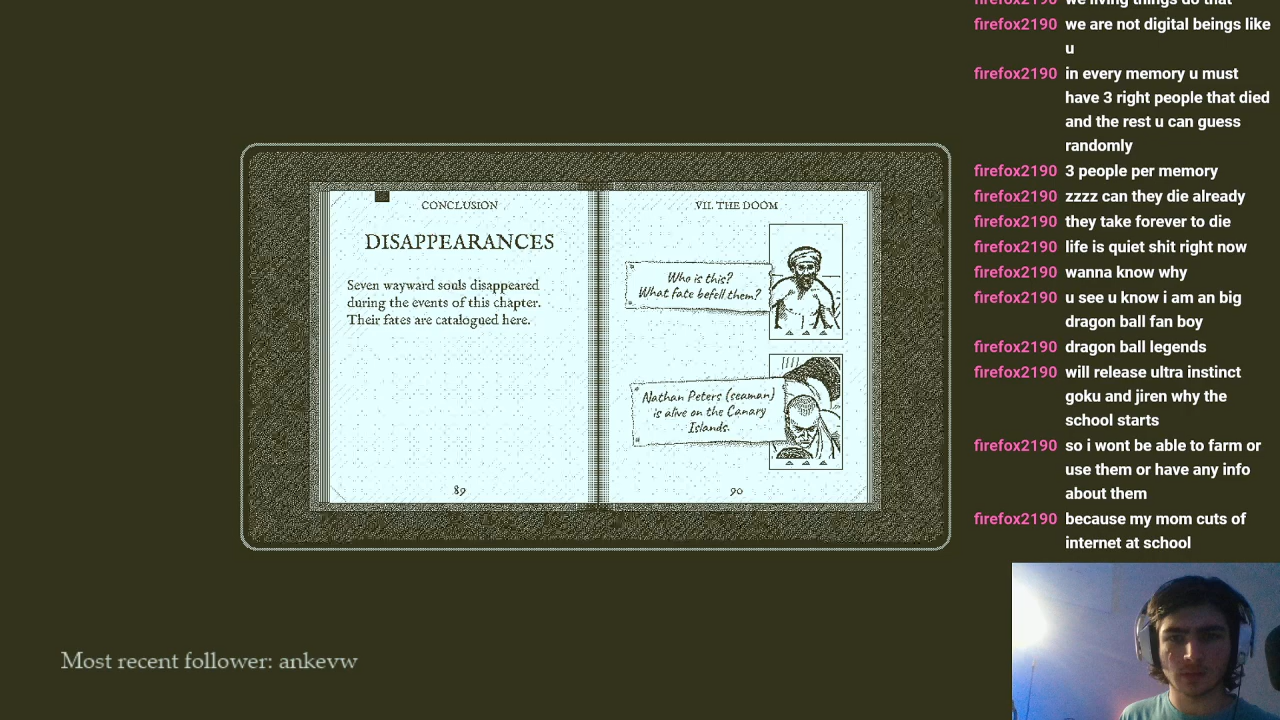 CONCLUSION
DISAPPEARANCES
Seven wayward souls disappeared
during the events of this chapter.
Their fates are catalogued here.
89
VII. THE DOOM
Who is this?
What fate befell them?
Nathan Peters (seaman)
is alive on the Canary
Islands.
90
Most recent follower: ankevw
firefox2190 we living things do that
firefox2190 we are not digital beings like
u
firefox2190 in every memory u must
have 3 right people that died
and the rest u can guess
randomly
firefox2190 3 people per memory
firefox2190 zzzz can they die already
firefox2190 they take forever to die
firefox2190 life is quiet shit right now
firefox2190 wanna know why
firefox2190 u see u know i am an big
dragon ball fan boy
firefox2190 dragon ball legends
firefox2190 will release ultra instinct
goku and jiren why the
school starts
firefox2190 so i wont be able to farm or
use them or have any info
about them
firefox2190 because my mom cuts of
internet at school